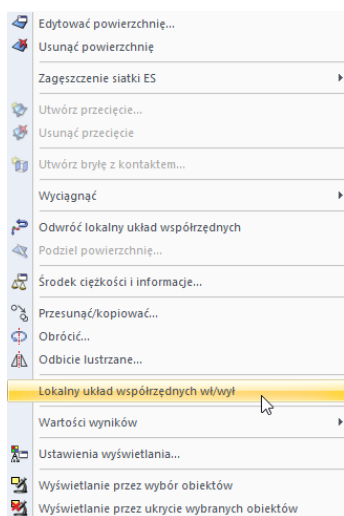 Edytować powierzchnię...
Usunąć powierzchnię
Zagęszczenie siatki ES
Utwórz przecięcie...
Usunąć przecięcie
Utwórz bryłę z kontaktem...
Wyciągnąć
Odwróć lokalny układ współrzędnych
Podziel powierzchnię...
Środek ciężkości i informacje...
Przesunąć/kopiować...
Obrócić...
Odbicie lustrzane...
Lokalny układ współrzędnych wł/wył
Wartości wyników
Ustawienia wyświetlania...
Wyświetlanie przez wybór obiektów
Wyświetlanie przez ukrycie wybranych obiektów